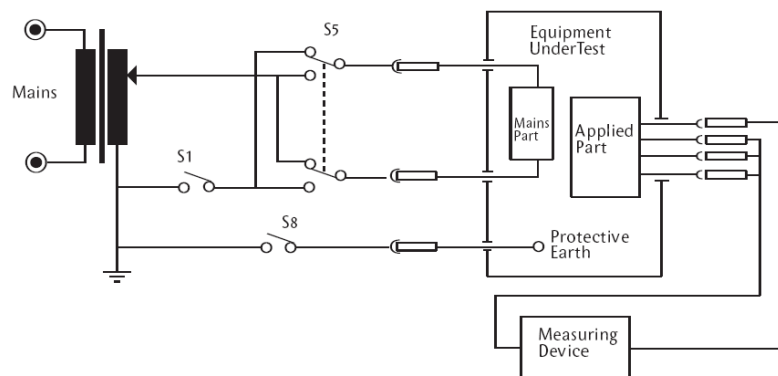 Mains
S1
S5
S8
Equipment
UnderTest
Mains
Part
Applied
Part
Protective
Earth
Measuring
Device